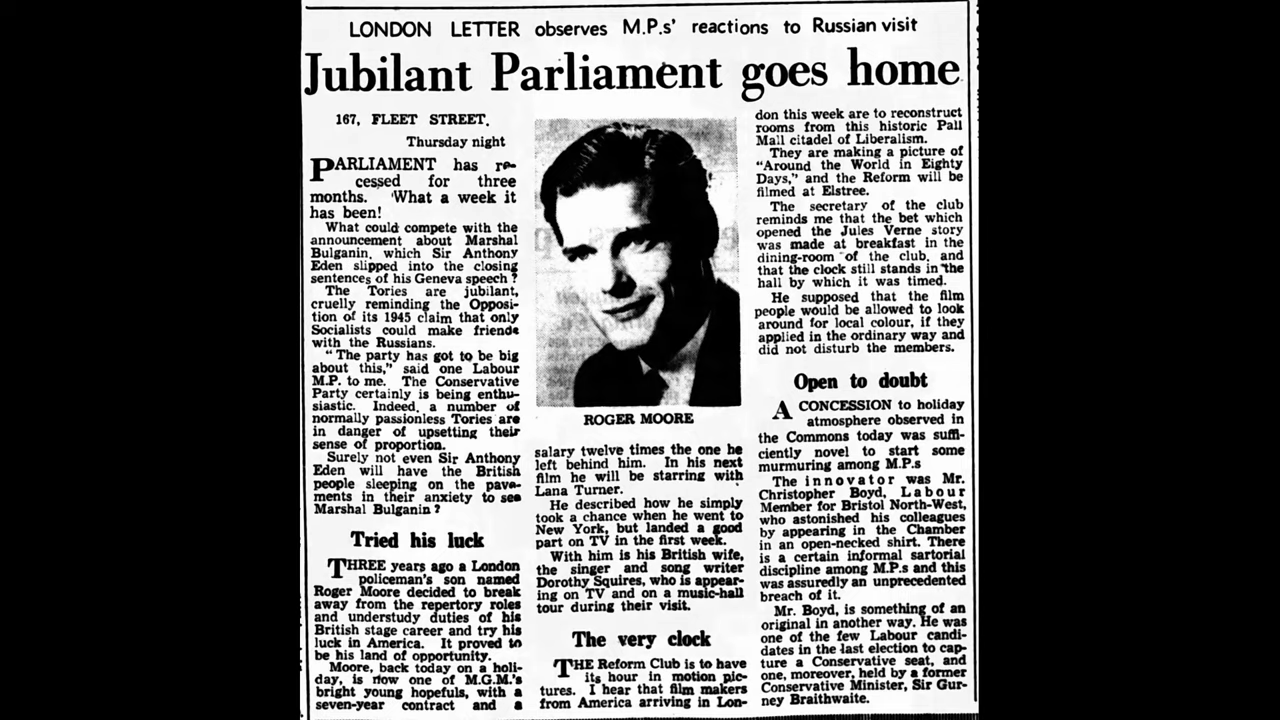 LONDON LETTER observes M.P.s' reactions to Russian visit
Jubilant Parliament goes home
167, FLEET STREET.
Thursday night
PARLIAMENT has re-
cessed for three
months. What a week it
has been!
What could compete with the
announcement about Marshal
Bulganin, which Sir Anthony
Eden slipped into the closing
sentences of his Geneva speech?
The Tories are jubilant,
cruelly reminding the Opposi-
tion of its 1945 claim that only
Socialists could make friends
with the Russians.
"The party has got to be big
about this," said one Labour
M.P. to me. The Conservative
Party certainly is being enthu-
siastic. Indeed, a number of
normally passionless Tories are
in danger of upsetting their
sense of proportion.
Surely not even Sir Anthony
Eden will have the British
people sleeping on the pave-
ments in their anxiety to see
Marshal Bulganin?
Tried his luck
THREE years ago a London
policeman's son named
Roger Moore decided to break
away from the repertory roles
and understudy duties of his
British stage career and try his
luck in America. It proved to
be his land of opportunity.
Moore, back today on a holi-
day, is now one of M.G.M.'s
bright young hopefuls, with a
seven-year contract and a
ROGER MOORE
salary twelve times the one he
left behind him. In his next
film he will be starring with
Lana Turner.
He described how he simply
took a chance when he went to
New York, but landed a good
part on TV in the first week.
With him is his British wife,
the singer and song writer
Dorothy Squires, who is appear-
ing on TV and on a music-hall
tour during their visit.
The very clock
THE Reform Club is to have
its hour in motion pic-
tures. I hear that film makers
from America arriving in Lon-
don this week are to reconstruct
rooms from this historic Pall
Mall citadel of Liberalism.
They are making a picture of
"Around the World in Eighty
Days," and the Reform will be
filmed at Elstree.
The secretary of the club
reminds me that the bet which
opened the Jules Verne story
was made at breakfast in the
dining-room of the club, and
that the clock still stands in the
hall by which it was timed.
He supposed that the film
people would be allowed to look
around for local colour, if they
applied in the ordinary way and
did not disturb the members.
Open to doubt
A CONCESSION to holiday
atmosphere observed in
the Commons today was suffi-
ciently novel to start some
murmuring among M.P.s
The innovator was Mr.
Christopher Boyd, Labour
Member for Bristol North-West,
who astonished his colleagues
by appearing in the Chamber
in an open-necked shirt. There
is a certain informal sartorial
discipline among M.P.s and this
was assuredly an unprecedented
breach of it.
Mr. Boyd, is something of an
original in another way. He was
one of the few Labour candi-
dates in the last election to cap-
ture a Conservative seat, and
one, moreover, held by a former
Conservative Minister, Sir Gur-
ney Braithwaite.